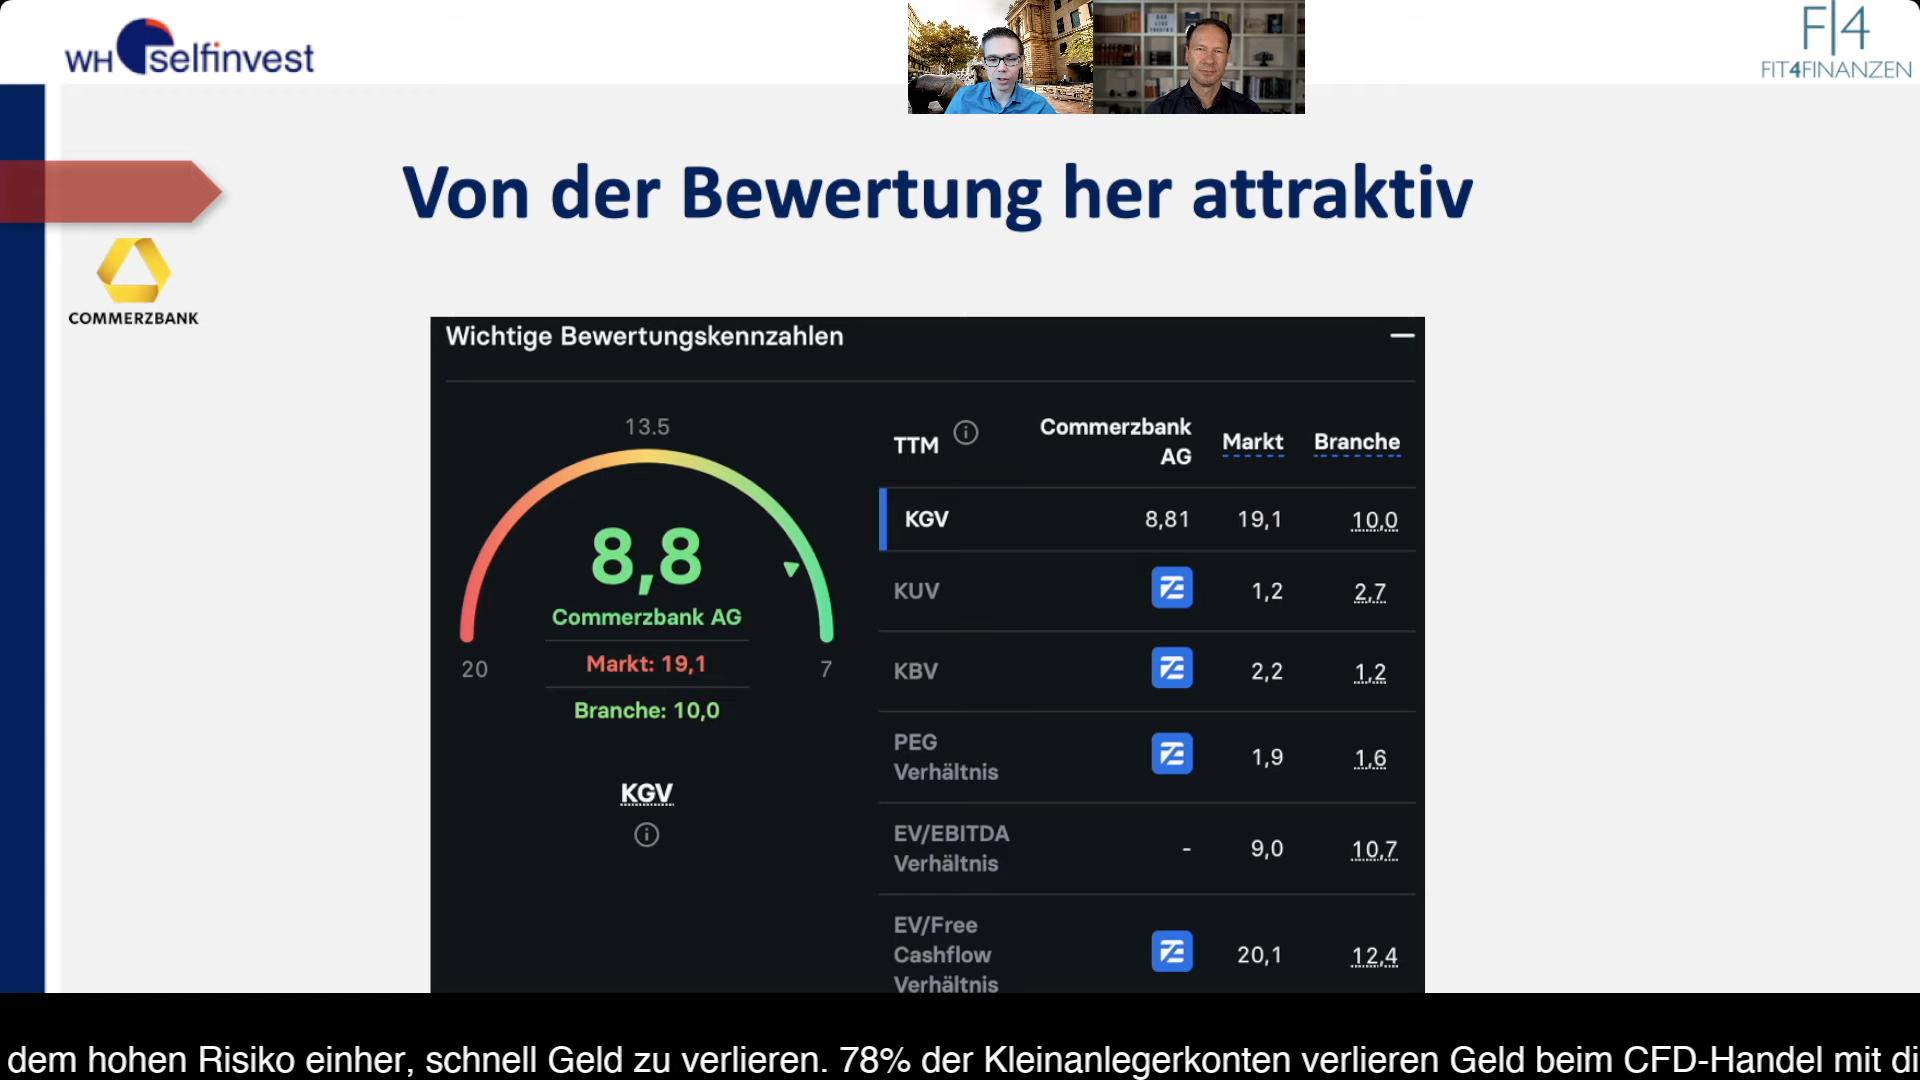 WH selfinvest
F|4
FIT4FINANZEN
Von der Bewertung her attraktiv
COMMERZBANK
Wichtige Bewertungskennzahlen
13.5
8,8
Commerzbank AG
Markt: 19,1
Branche: 10,0
20
7
KGV
TTM Commerzbank AG Markt Branche
KGV 8,81 19,1 10,0
KUV 1,2 2,7
KBV 2,2 1,2
PEG
Verhältnis 1,9 1,6
EV/EBITDA
Verhältnis - 9,0 10,7
EV/Free
Cashflow
Verhältnis 20,1 12,4
dem hohen Risiko einher, schnell Geld zu verlieren. 78% der Kleinanlegerkonten verlieren Geld beim CFD-Handel mit di